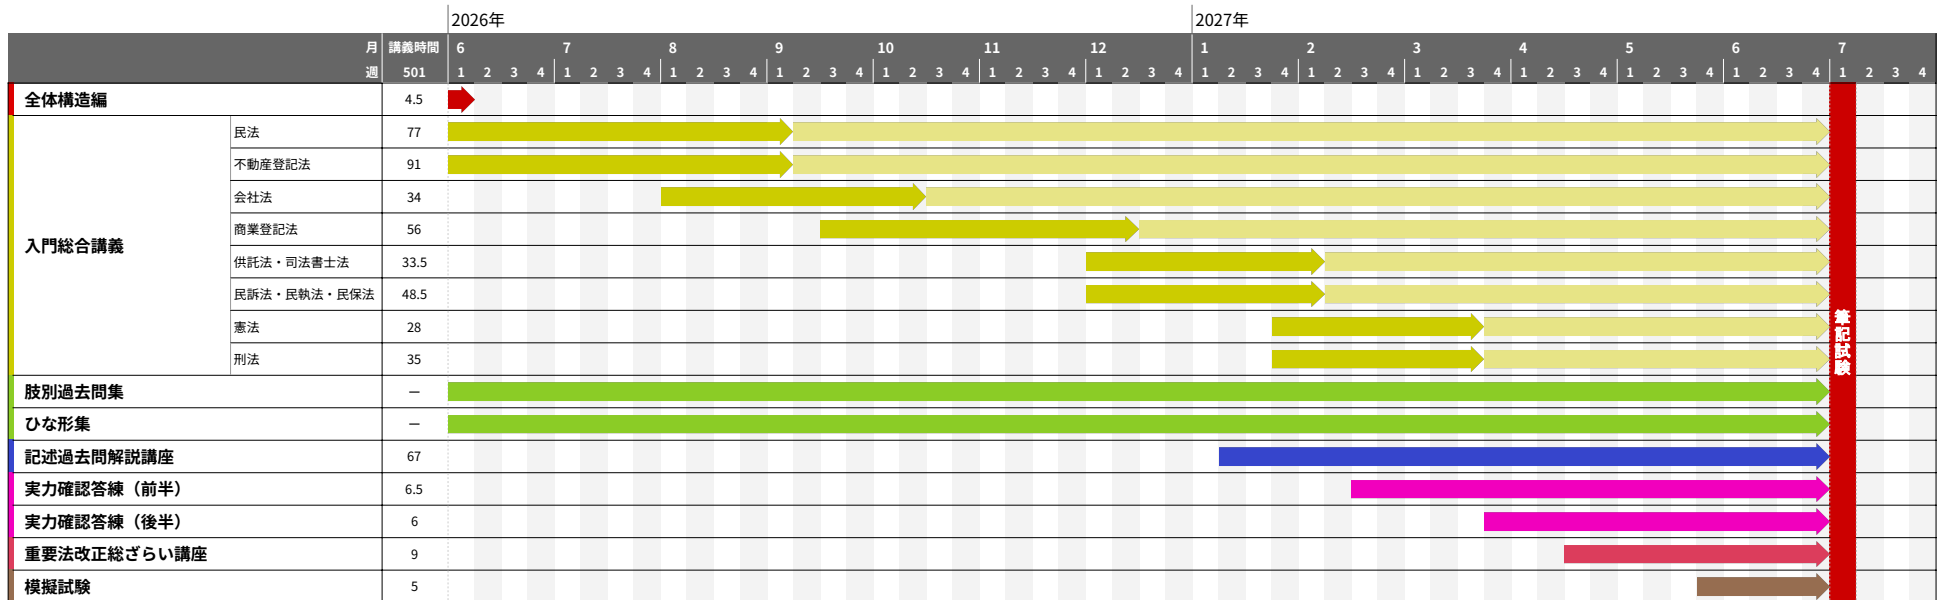 2026年 2027年
月 講義時間 6 7 8 9 10 11 12 1 2 3 4 5 6 7
週 501 1 2 3 4 1 2 3 4 1 2 3 4 1 2 3 4 1 2 3 4 1 2 3 4 1 2 3 4 1 2 3 4 1 2 3 4 1 2 3 4 1 2 3 4 1 2 3 4 1 2 3 4 1 2 3 4
全体構造編 4.5
入門総合講義
民法 77
不動産登記法 91
会社法 34
商業登記法 56
供託法・司法書士法 33.5
民訴法・民執法・民保法 48.5
憲法 28
刑法 35
肢別過去問集 ー
ひな形集 ー
記述過去問解説講座 67
実力確認答練（前半） 6.5
実力確認答練（後半） 6
重要法改正総ざらい講座 9
模擬試験 5
筆記試験